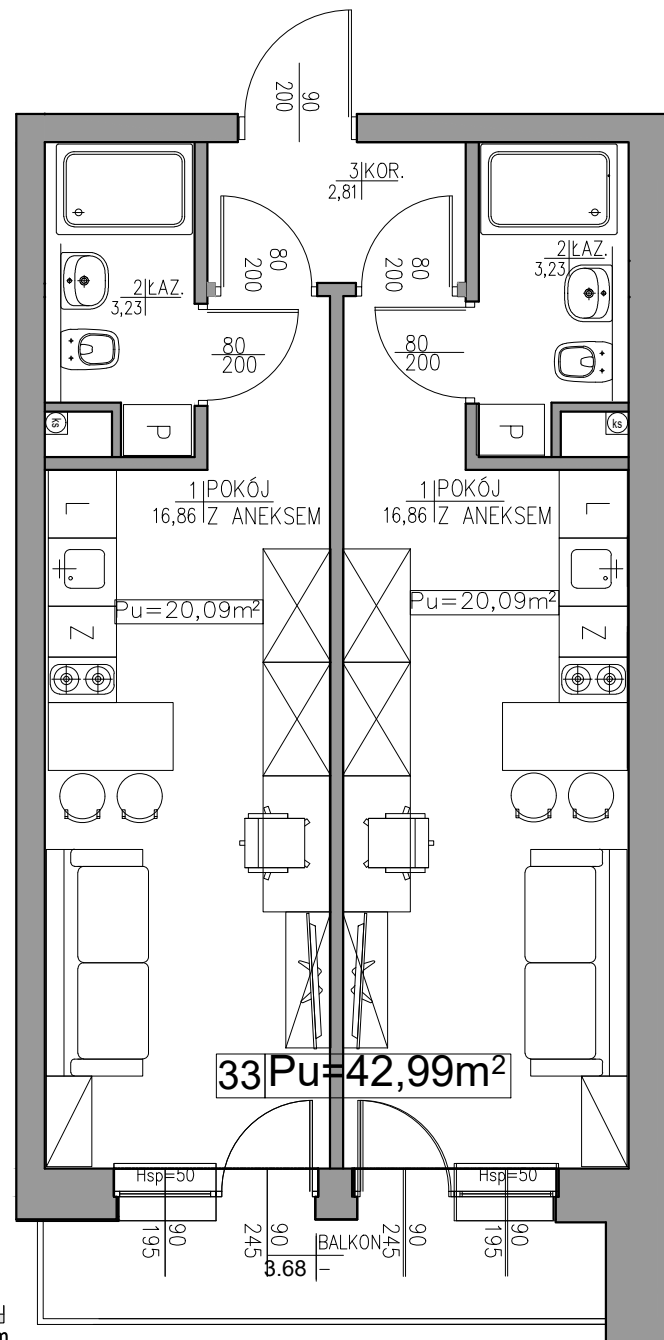 90
200
3 KOR.
2,81
80
200
80
200
2 ŁAZ.
3,23
2 ŁAZ.
3,23
80
200
80
200
ks
P
P
ks
1 POKÓJ
16,86 Z ANEKSEM
1 POKÓJ
16,86 Z ANEKSEM
L
L
Pu=20,09m²
Pu=20,09m²
Z
Z
33 Pu=42,99m²
Hsp=50
Hsp=50
90
195
90
245
BALKON
3.68 –
90
245
90
195